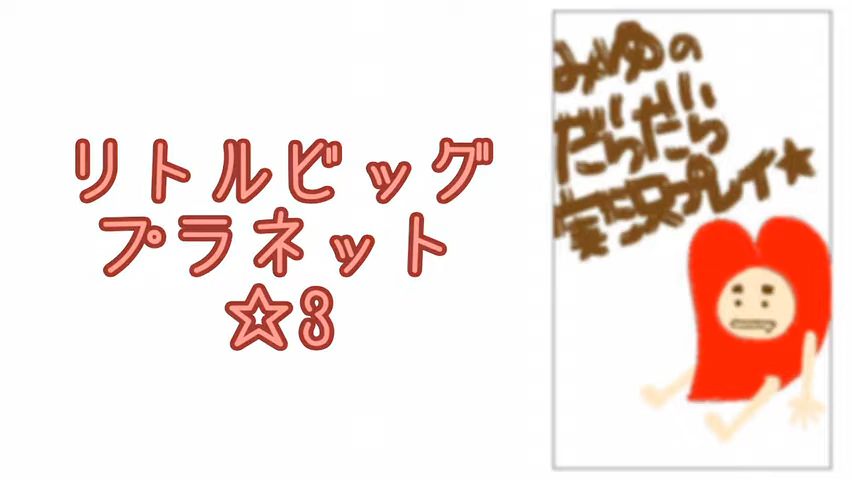 リトルビッグ
プラネット
☆3
みゆの
だらだら
実況プレイ★